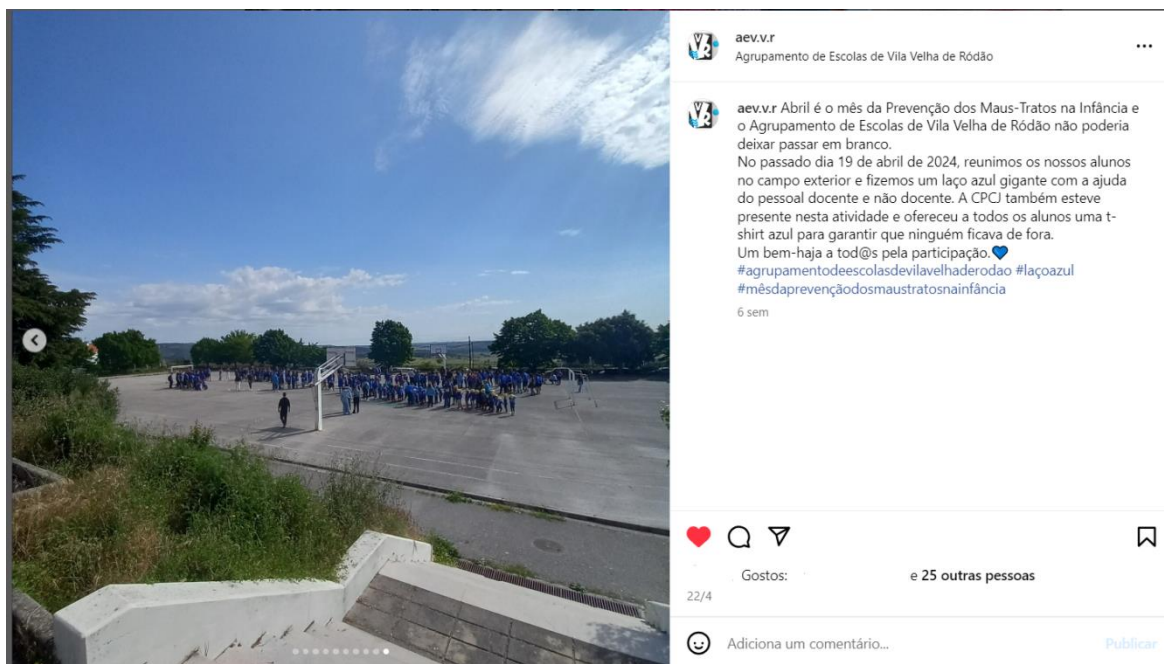 aev.v.r
Agrupamento de Escolas de Vila Velha de Ródão
aev.v.r Abril é o mês da Prevenção dos Maus-Tratos na Infância e
o Agrupamento de Escolas de Vila Velha de Ródão não poderia
deixar passar em branco.
No passado dia 19 de abril de 2024, reunimos os nossos alunos
no campo exterior e fizemos um laço azul gigante com a ajuda
do pessoal docente e não docente. A CPCJ também esteve
presente nesta atividade e ofereceu a todos os alunos uma t-
shirt azul para garantir que ninguém ficava de fora.
Um bem-haja a tod@s pela participação.💙
#agrupamentodeescolasdevilavelhaderodao #laçoazul
#mêsdaprevençãodosmaustratosnainfância
6 sem
Gostos: e 25 outras pessoas
22/4
Adiciona um comentário... Publicar